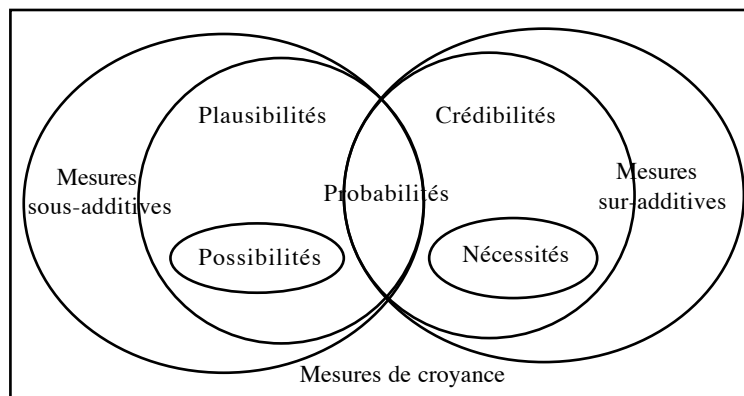 Plausibilités
Crédibilités
Mesures
sous-additives
Probabilités
Mesures
sur-additives
Possibilités
Nécessités
Mesures de croyance